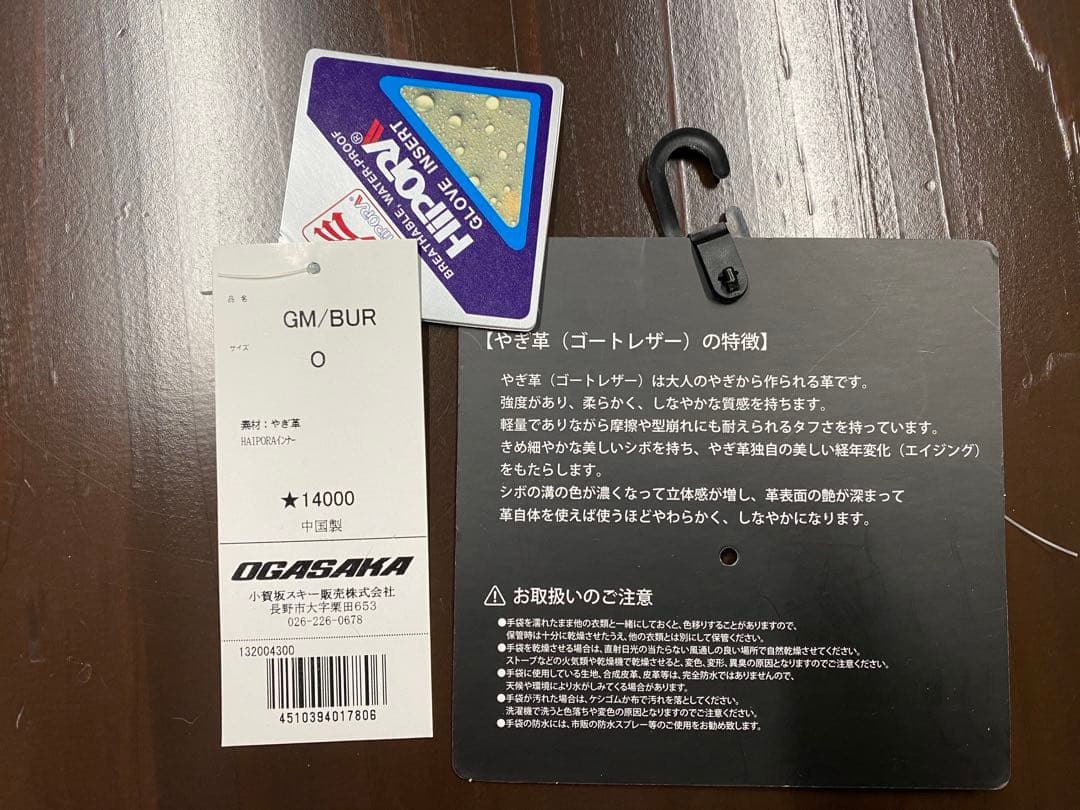 BREATHABLE, WATER-PROOF
HiPORA®
GLOVE INSERT
HiPORA®
品 名
GM/BUR
サイズ
O
素材：やぎ革
HAIPORAインナー
★14000
中国製
OGASAKA
小賀坂スキー販売株式会社
長野市大字栗田653
026-226-0678
132004300
4510394017806
【やぎ革（ゴートレザー）の特徴】
やぎ革（ゴートレザー）は大人のやぎから作られる革です。
強度があり、柔らかく、しなやかな質感を持ちます。
軽量でありながら摩擦や型崩れにも耐えられるタフさを持っています。
きめ細やかな美しいシボを持ち、やぎ革独自の美しい経年変化（エイジング）
をもたらします。
シボの溝の色が濃くなって立体感が増し、革表面の艶が深まって
革自体を使えば使うほどやわらかく、しなやかになります。
お取扱いのご注意
●手袋を濡れたまま他の衣類と一緒にしておくと、色移りすることがありますので、
保管時は十分に乾燥させたうえ、他の衣類とは別にして保管ください。
●手袋を乾燥させる場合は、直射日光の当たらない風通しの良い場所で自然乾燥させてください。
ストーブなどの火気類や乾燥機で乾燥させると、変色、変形、異臭の原因となりますのでご注意ください。
●手袋に使用している生地、合成皮革、皮革等は、完全防水ではありませんので、
天候や環境により水がしみてくる場合があります。
●手袋が汚れた場合は、ケシゴムか布で汚れを落としてください。
洗濯機で洗うと色落ちや変色の原因となりますのでご注意ください。
●手袋の防水には、市販の防水スプレー等のご使用をお勧め致します。